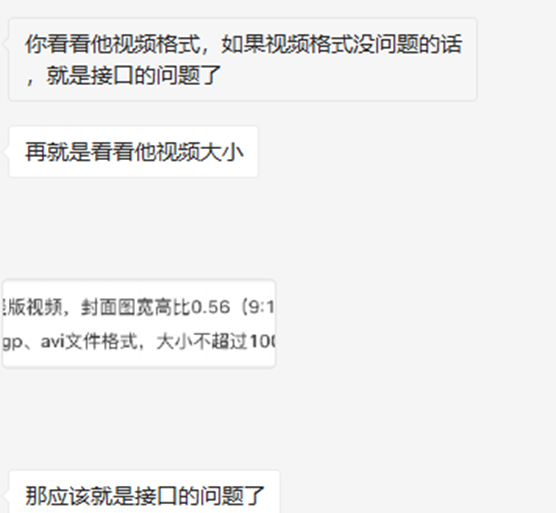 你看看他视频格式，如果视频格式没问题的话
，就是接口的问题了
再就是看看他视频大小
版视频，封面图宽高比0.56（9:1
gp、avi文件格式，大小不超过100
那应该就是接口的问题了